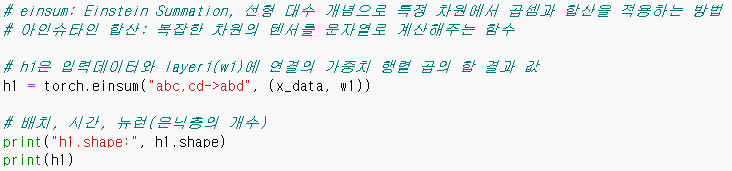 # einsum: Einstein Summation, 선형 대수 개념으로 특정 차원에서 곱셈과 합산을 적용하는 방법
# 아인슈타인 합산: 복잡한 차원의 텐서를 문자열로 계산해주는 함수
# h1은 입력데이터와 layer1(w1)에 연결의 가중치 행렬 곱의 합 결과 값
h1 = torch.einsum("abc,cd->abd", (x_data, w1))
# 배치, 시간, 뉴런(은닉층의 개수)
print("h1.shape:", h1.shape)
print(h1)